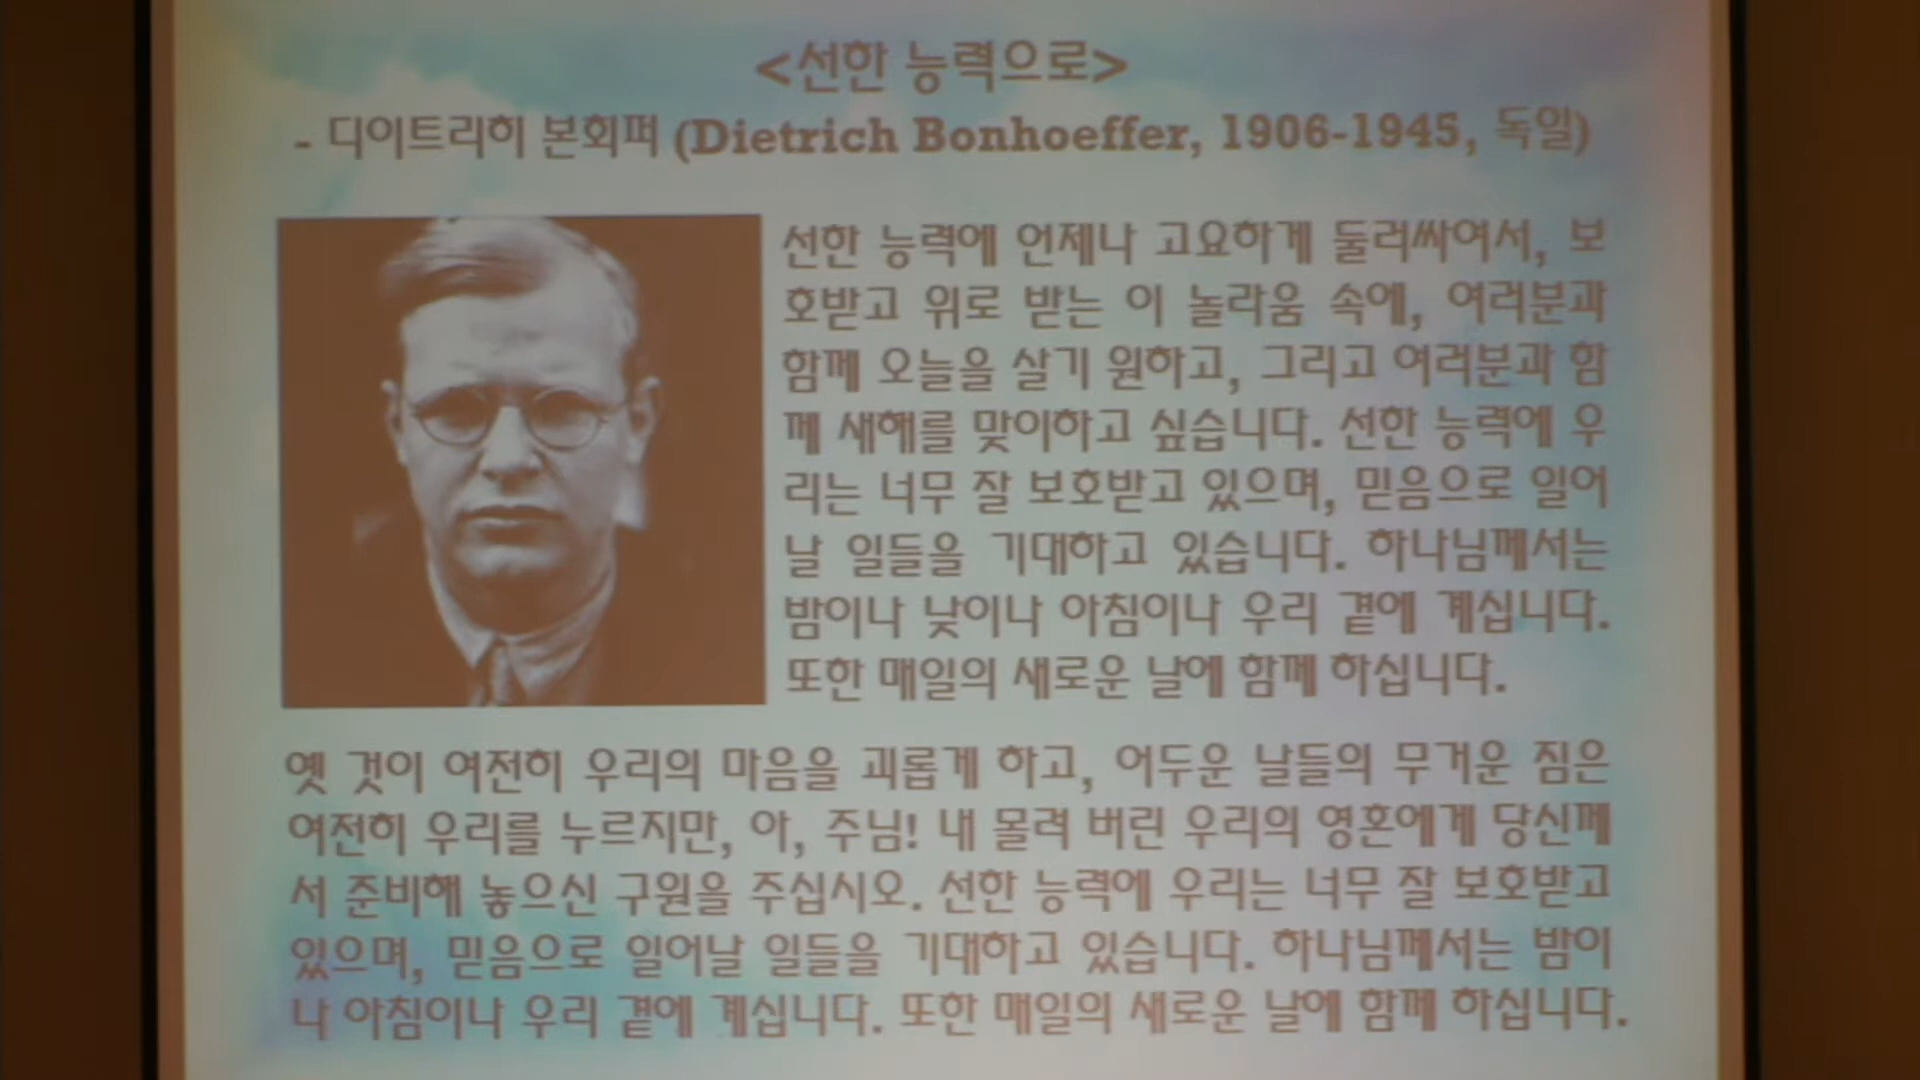 <선한 능력으로>
- 디이트리히 본회퍼 (Dietrich Bonhoeffer, 1906-1945, 독일)
선한 능력에 언제나 고요하게 둘러싸여서, 보
호받고 위로 받는 이 놀라움 속에, 여러분과
함께 오늘을 살기 원하고, 그리고 여러분과 함
께 새해를 맞이하고 싶습니다. 선한 능력에 우
리는 너무 잘 보호받고 있으며, 믿음으로 일어
날 일들을 기대하고 있습니다. 하나님께서는
밤이나 낮이나 아침이나 우리 곁에 계십니다.
또한 매일의 새로운 날에 함께 하십니다.
옛 것이 여전히 우리의 마음을 괴롭게 하고, 어두운 날들의 무거운 짐은
여전히 우리를 누르지만, 아, 주님! 내 몰려 버린 우리의 영혼에게 당신께
서 준비해 놓으신 구원을 주십시오. 선한 능력에 우리는 너무 잘 보호받고
있으며, 믿음으로 일어날 일들을 기대하고 있습니다. 하나님께서는 밤이
나 아침이나 우리 곁에 계십니다. 또한 매일의 새로운 날에 함께 하십니다.